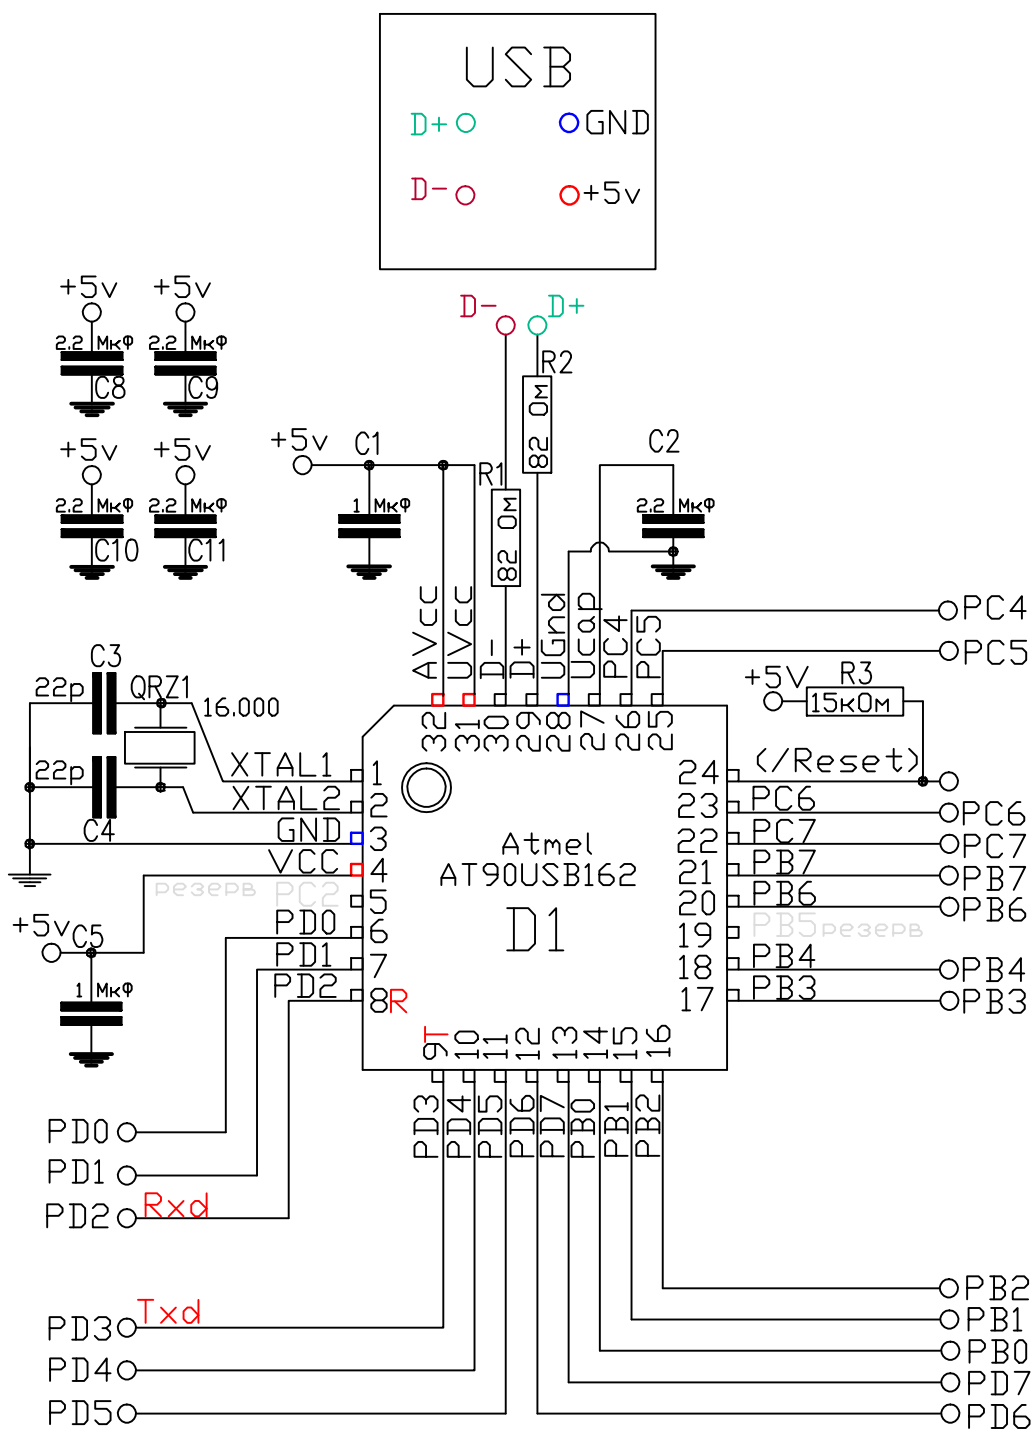 USB
D+
GND
D-
+5v
D- D+
+5v +5v
2.2 МкФ 2.2 МкФ
C8 C9
+5v +5v
2.2 МкФ 2.2 МкФ
C10 C11
+5v
C1
1 МкФ
R1
82 Ом
R2
82 Ом
C2
2.2 МкФ
AVcc
UVcc
D-
D+
UGnd
Ucap
PC4
PC5
PC4
PC5
+5V
R3
15кОм
C3
22p
QRZ1
16.000
22p
C4
32 31 30 29 28 27 26 25
XTAL1 1
XTAL2 2
GND 3
VCC 4
резерв PC2 5
PD0 6
PD1 7
PD2 8R
+5v
C5
1 МкФ
Atmel
AT90USB162
D1
24 (/Reset)
23 PC6 PC6
22 PC7 PC7
21 PB7 PB7
20 PB6 PB6
19 PB5 резерв
18 PB4 PB4
17 PB3 PB3
9T 10 11 12 13 14 15 16
PD3
PD4
PD5
PD6
PD7
PB0
PB1
PB2
PD0
PD1
PD2 Rxd
PD3 Txd
PD4
PD5
PB2
PB1
PB0
PD7
PD6